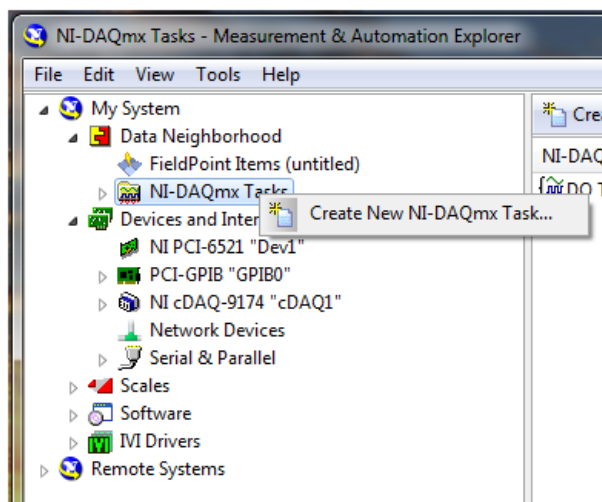 NI-DAQmx Tasks - Measurement & Automation Explorer
File Edit View Tools Help
My System
Data Neighborhood
FieldPoint Items (untitled)
NI-DAQmx Tasks
Create New NI-DAQmx Task...
Devices and Inter
NI PCI-6521 "Dev1"
PCI-GPIB "GPIB0"
NI cDAQ-9174 "cDAQ1"
Network Devices
Serial & Parallel
Scales
Software
IVI Drivers
Remote Systems
Crea
NI-DAQ
DO T